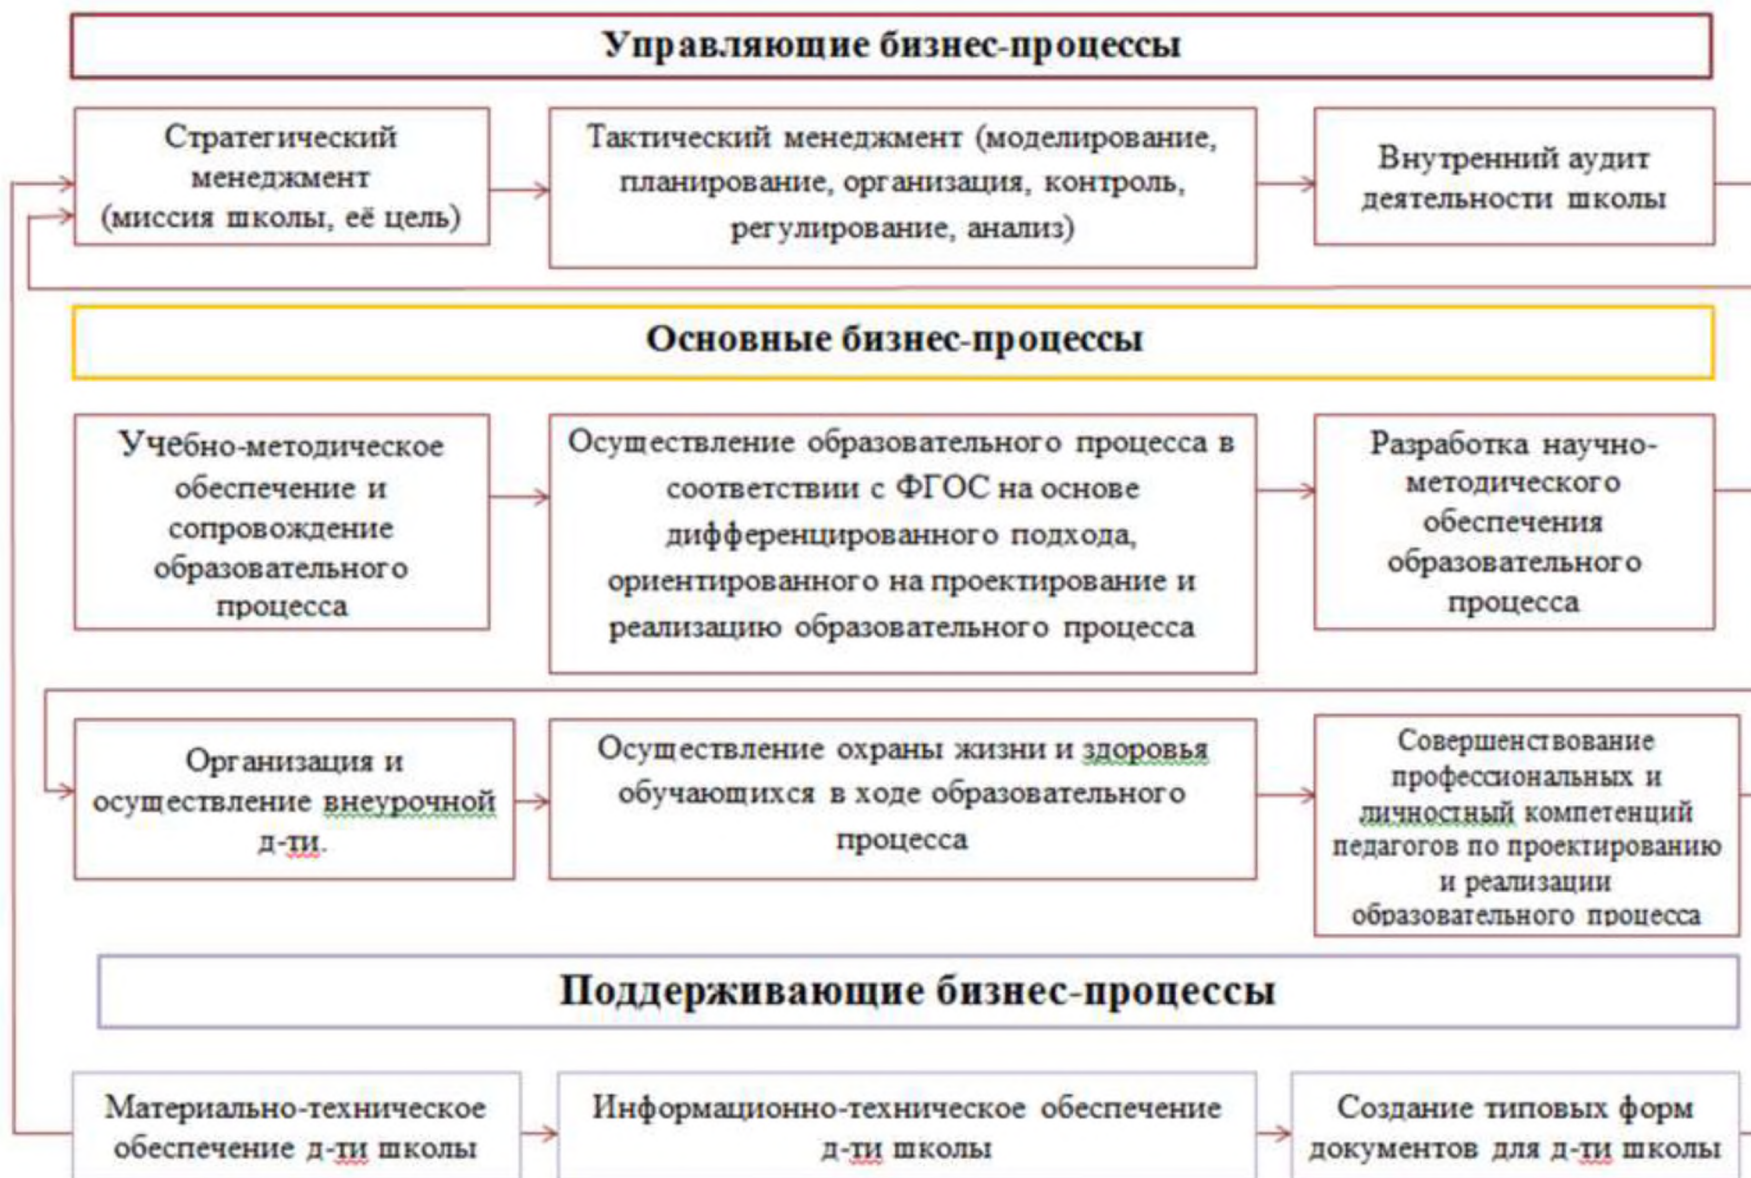 Управляющие бизнес-процессы
Стратегический
менеджмент
(миссия школы, её цель)
Тактический менеджмент (моделирование,
планирование, организация, контроль,
регулирование, анализ)
Внутренний аудит
деятельности школы
Основные бизнес-процессы
Учебно-методическое
обеспечение и
сопровождение
образовательного
процесса
Осуществление образовательного процесса в
соответствии с ФГОС на основе
дифференцированного подхода,
ориентированного на проектирование и
реализацию образовательного процесса
Разработка научно-
методического
обеспечения
образовательного
процесса
Организация и
осуществление внеурочной
д-ти.
Осуществление охраны жизни и здоровья
обучающихся в ходе образовательного
процесса
Совершенствование
профессиональных и
личностный компетенций
педагогов по проектированию
и реализации
образовательного процесса
Поддерживающие бизнес-процессы
Материально-техническое
обеспечение д-ти школы
Информационно-техническое обеспечение
д-ти школы
Создание типовых форм
документов для д-ти школы